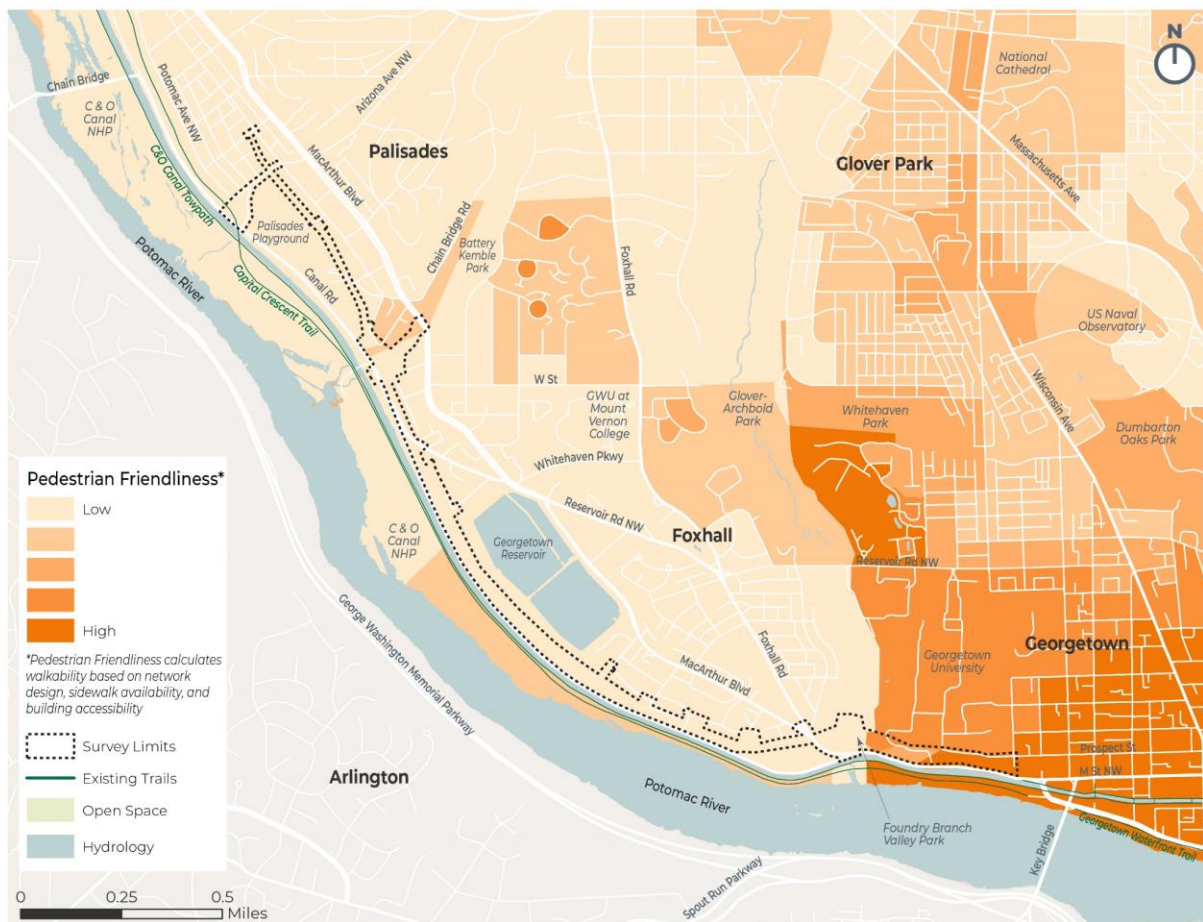 N
National
Cathedral
Chain Bridge
C & O
Canal
NHP
Potomac Ave NW
Arizona Ave NW
Palisades
Glover Park
Massachusetts Ave
MacArthur Blvd
C&O Canal Towpath
Palisades
Playground
Chain Bridge Rd
Battery
Kemble
Park
Foxhall Rd
Potomac River
Canal Rd
Capital Crescent Trail
US Naval
Observatory
W St
GWU at
Mount
Vernon
College
Glover-
Archbold
Park
Whitehaven
Park
Wisconsin Ave
Dumbarton
Oaks Park
Whitehaven Pkwy
Reservoir Rd NW
Foxhall
C & O
Canal
NHP
Georgetown
Reservoir
Reservoir Rd NW
George Washington Memorial Parkway
Foxhall Rd
MacArthur Blvd
Georgetown
University
Georgetown
Prospect St
M St NW
Arlington
Potomac River
Foundry Branch
Valley Park
Key Bridge
Georgetown Waterfront Trail
Spout Run Parkway
Pedestrian Friendliness*
Low
High
*Pedestrian Friendliness calculates
walkability based on network
design, sidewalk availability, and
building accessibility
Survey Limits
Existing Trails
Open Space
Hydrology
0 0.25 0.5
Miles